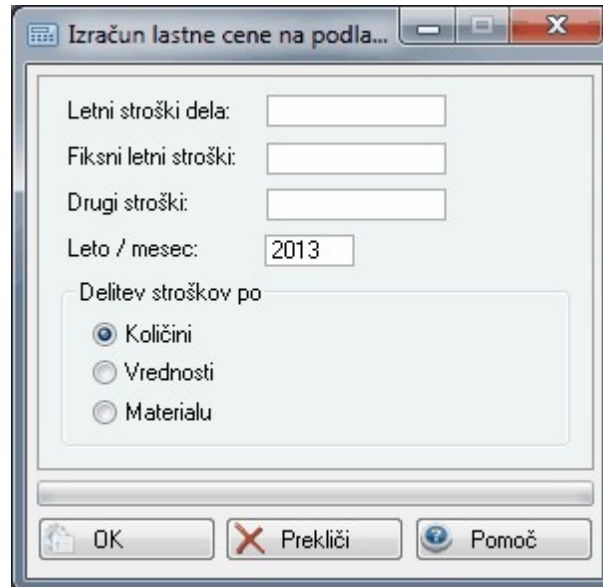 Izračun lastne cene na podla...
Letni stroški dela:
Fiksni letni stroški:
Drugi stroški:
Leto / mesec: 2013
Delitev stroškov po
Količini
Vrednosti
Materialu
OK Prekliči Pomoč